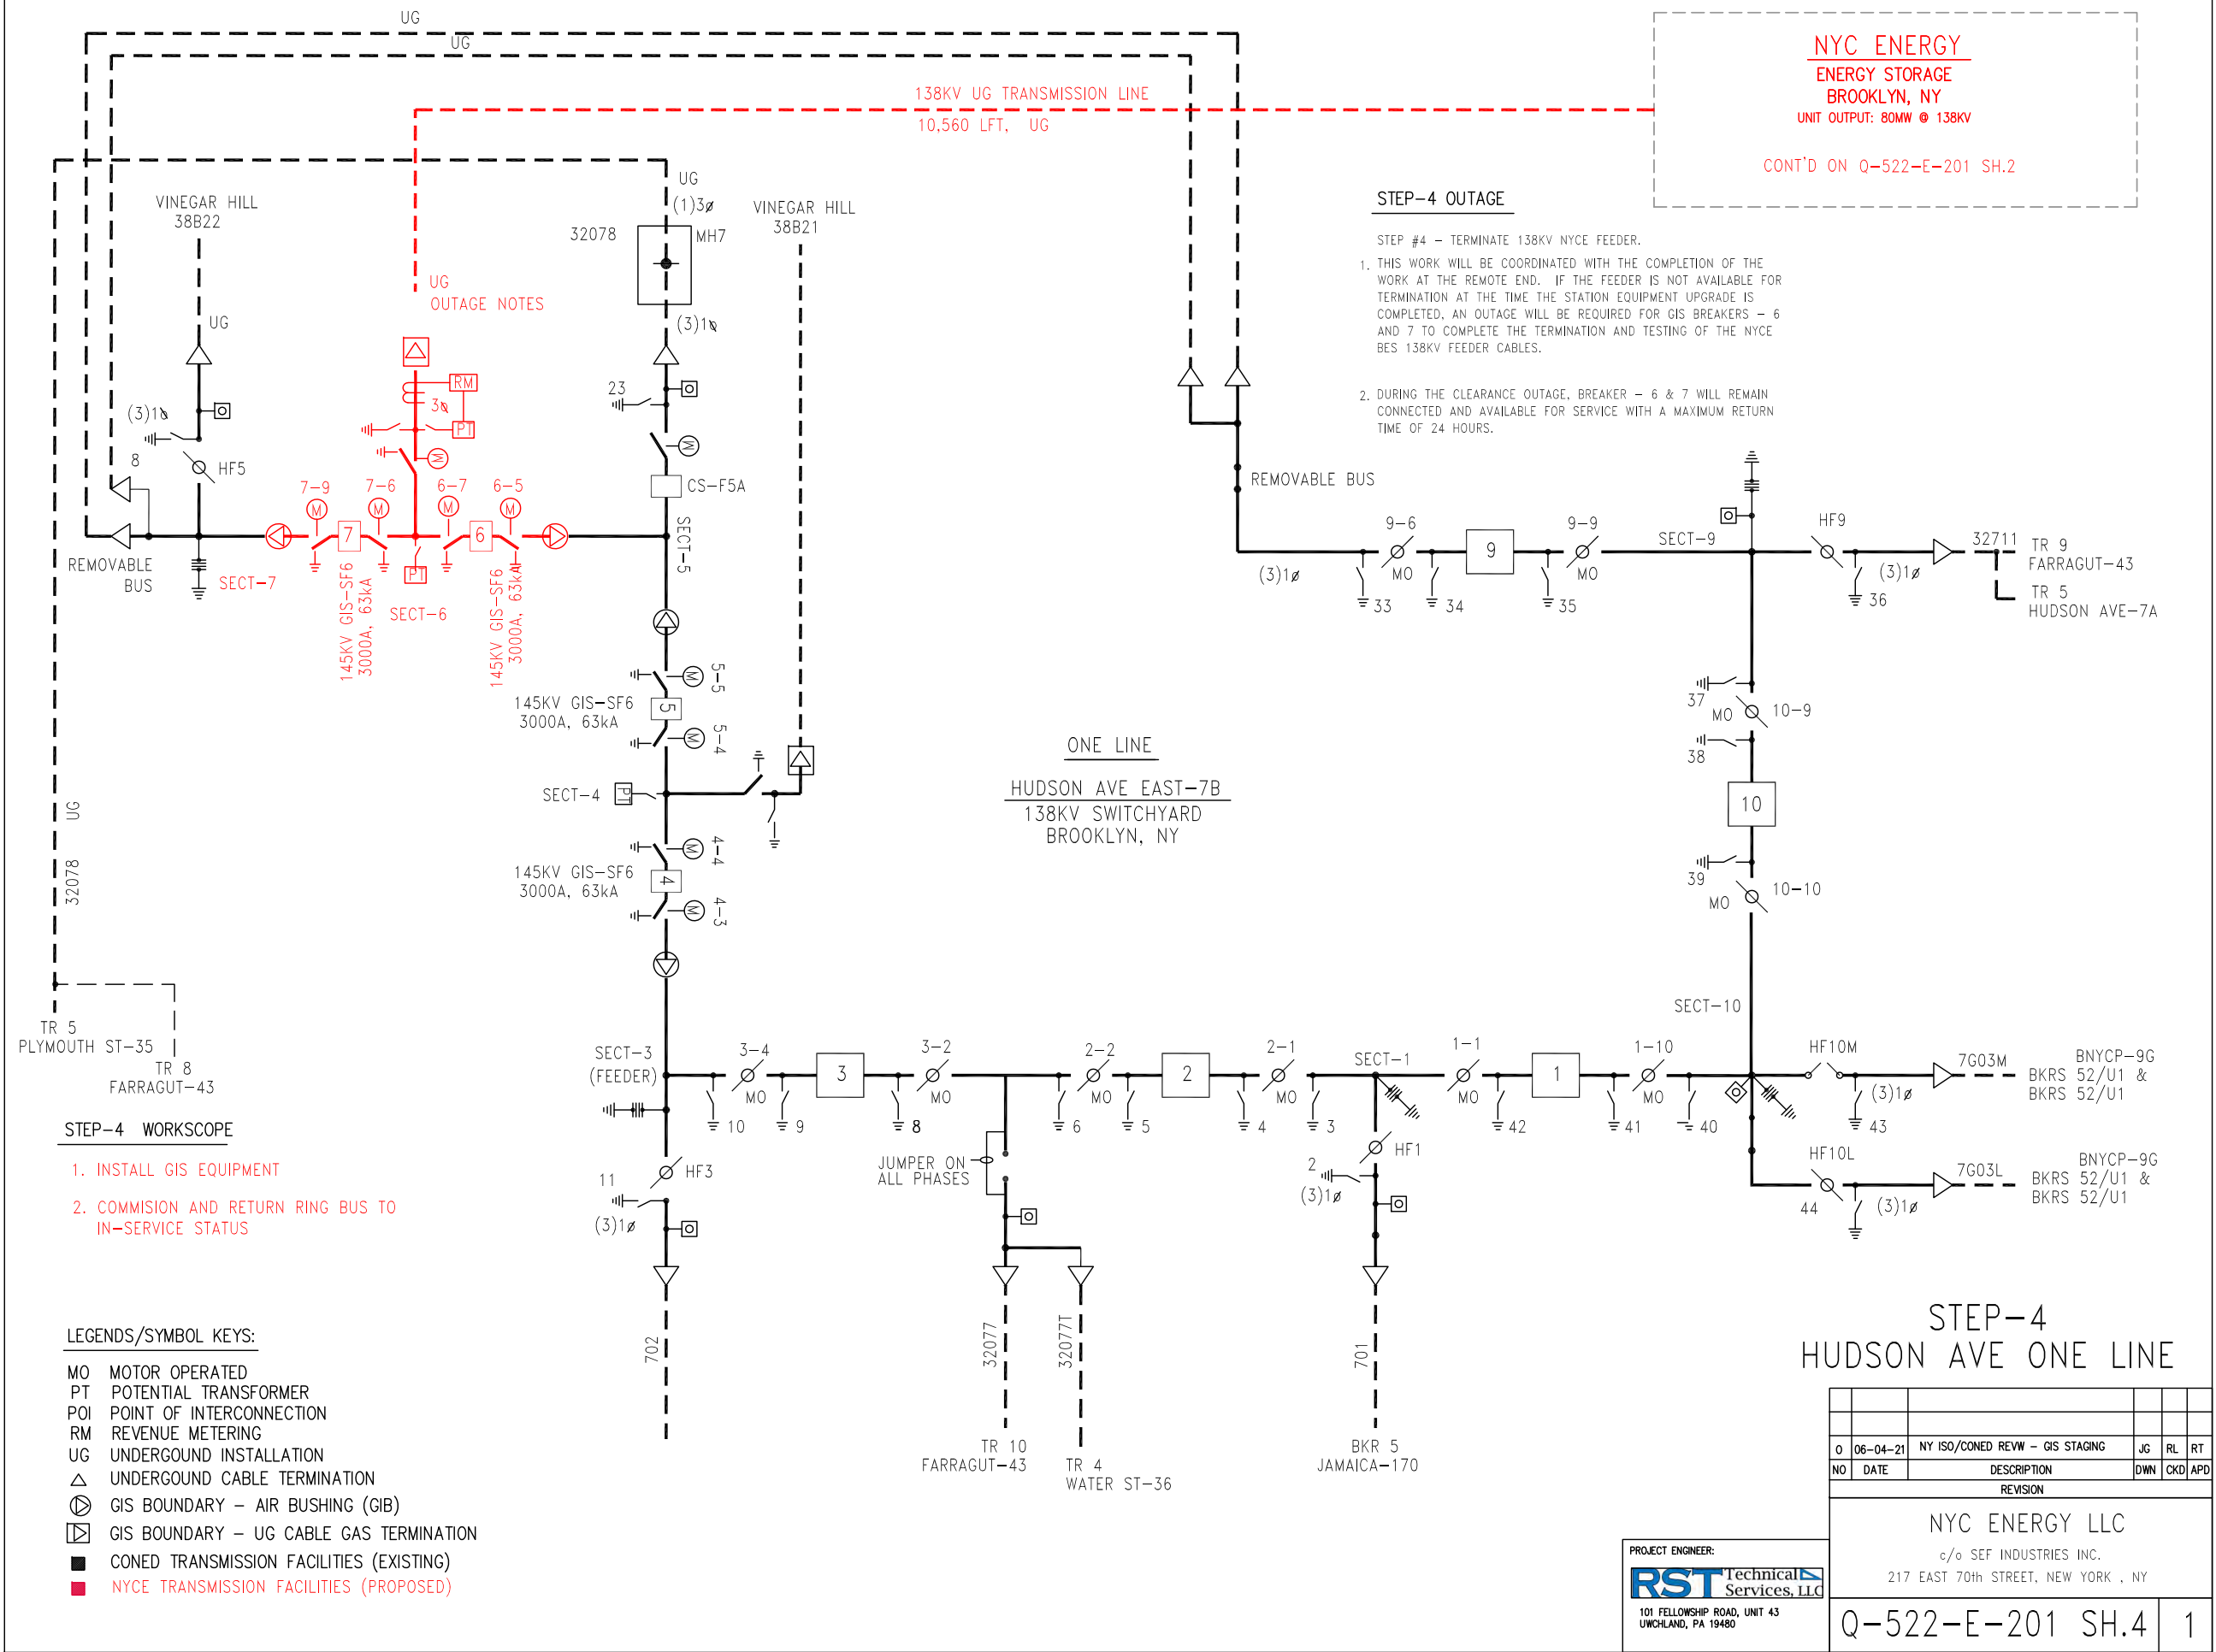 UG
UG
138KV UG TRANSMISSION LINE
10,560 LFT, UG
NYC ENERGY
ENERGY STORAGE
BROOKLYN, NY
UNIT OUTPUT: 80MW @ 138KV
CONT'D ON Q-522-E-201 SH.2
STEP-4 OUTAGE
STEP #4 - TERMINATE 138KV NYCE FEEDER.
1. THIS WORK WILL BE COORDINATED WITH THE COMPLETION OF THE
WORK AT THE REMOTE END. IF THE FEEDER IS NOT AVAILABLE FOR
TERMINATION AT THE TIME THE STATION EQUIPMENT UPGRADE IS
COMPLETED, AN OUTAGE WILL BE REQUIRED FOR GIS BREAKERS - 6
AND 7 TO COMPLETE THE TERMINATION AND TESTING OF THE NYCE
BES 138KV FEEDER CABLES.
2. DURING THE CLEARANCE OUTAGE, BREAKER - 6 & 7 WILL REMAIN
CONNECTED AND AVAILABLE FOR SERVICE WITH A MAXIMUM RETURN
TIME OF 24 HOURS.
VINEGAR HILL
38B22
UG
(3)1ø
8
HF5
REMOVABLE
BUS
SECT-7
UG
OUTAGE NOTES
RM
3ø
PT
M
7-9
7-6
6-7
6-5
M
M
M
M
7
6
PT
SECT-6
145KV GIS-SF6
3000A, 63kA
145KV GIS-SF6
3000A, 63kA
UG
(1)3ø
32078
MH7
(3)1ø
23
M
CS-F5A
SECT-5
VINEGAR HILL
38B21
5-5
M
145KV GIS-SF6
3000A, 63kA
5
5-4
M
SECT-4
PT
4-4
M
145KV GIS-SF6
3000A, 63kA
4
4-3
M
ONE LINE
HUDSON AVE EAST-7B
138KV SWITCHYARD
BROOKLYN, NY
REMOVABLE BUS
(3)1ø
9-6
MO
9
9-9
MO
33
34
35
SECT-9
HF9
36
(3)1ø
32711
TR 9
FARRAGUT-43
TR 5
HUDSON AVE-7A
37
MO
10-9
38
10
39
MO
10-10
SECT-10
UG
32078
TR 5
PLYMOUTH ST-35
TR 8
FARRAGUT-43
SECT-3
(FEEDER)
3-4
MO
3
3-2
MO
2-2
MO
2
2-1
MO
SECT-1
1-1
MO
1
1-10
MO
10
9
8
6
5
4
3
42
41
40
HF10M
(3)1ø
43
7G03M
BNYCP-9G
BKRS 52/U1 &
BKRS 52/U1
HF10L
44
(3)1ø
7G03L
BNYCP-9G
BKRS 52/U1 &
BKRS 52/U1
HF3
11
(3)1ø
702
JUMPER ON
ALL PHASES
32077
32077T
TR 10
FARRAGUT-43
TR 4
WATER ST-36
HF1
2
(3)1ø
701
BKR 5
JAMAICA-170
STEP-4 WORKSCOPE
1. INSTALL GIS EQUIPMENT
2. COMMISION AND RETURN RING BUS TO
IN-SERVICE STATUS
LEGENDS/SYMBOL KEYS:
MO MOTOR OPERATED
PT POTENTIAL TRANSFORMER
POI POINT OF INTERCONNECTION
RM REVENUE METERING
UG UNDERGOUND INSTALLATION
UNDERGOUND CABLE TERMINATION
GIS BOUNDARY - AIR BUSHING (GIB)
GIS BOUNDARY - UG CABLE GAS TERMINATION
CONED TRANSMISSION FACILITIES (EXISTING)
NYCE TRANSMISSION FACILITIES (PROPOSED)
STEP-4
HUDSON AVE ONE LINE
0 06-04-21 NY ISO/CONED REVW - GIS STAGING JG RL RT
NO DATE DESCRIPTION DWN CKD APD
REVISION
NYC ENERGY LLC
c/o SEF INDUSTRIES INC.
217 EAST 70th STREET, NEW YORK , NY
Q-522-E-201 SH.4 1
PROJECT ENGINEER:
RST Technical
Services, LLC
101 FELLOWSHIP ROAD, UNIT 43
UWCHLAND, PA 19480